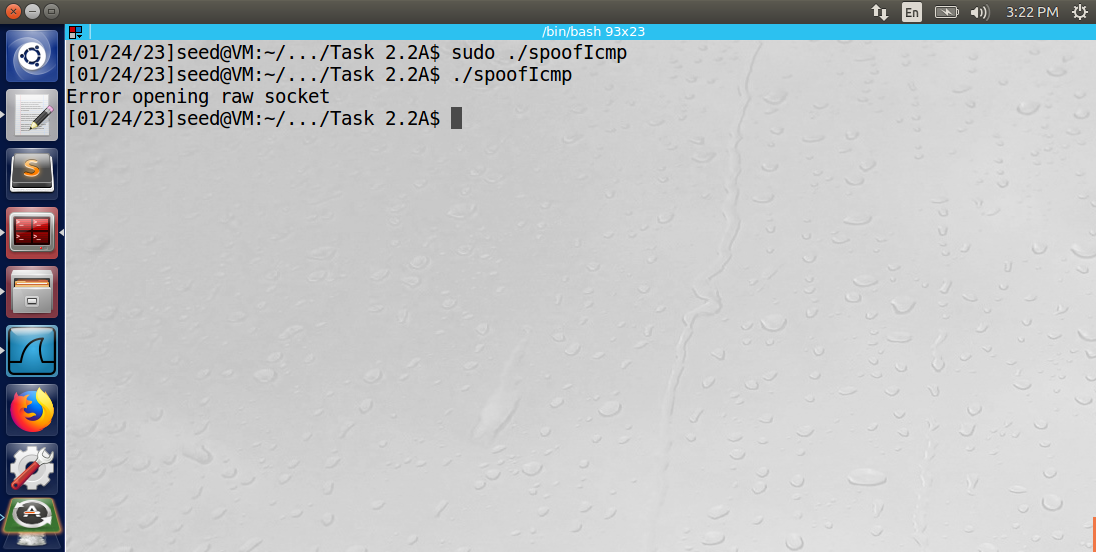 En 3:22 PM
/bin/bash 93x23
[01/24/23]seed@VM:~/.../Task 2.2A$ sudo ./spoofIcmp
[01/24/23]seed@VM:~/.../Task 2.2A$ ./spoofIcmp
Error opening raw socket
[01/24/23]seed@VM:~/.../Task 2.2A$